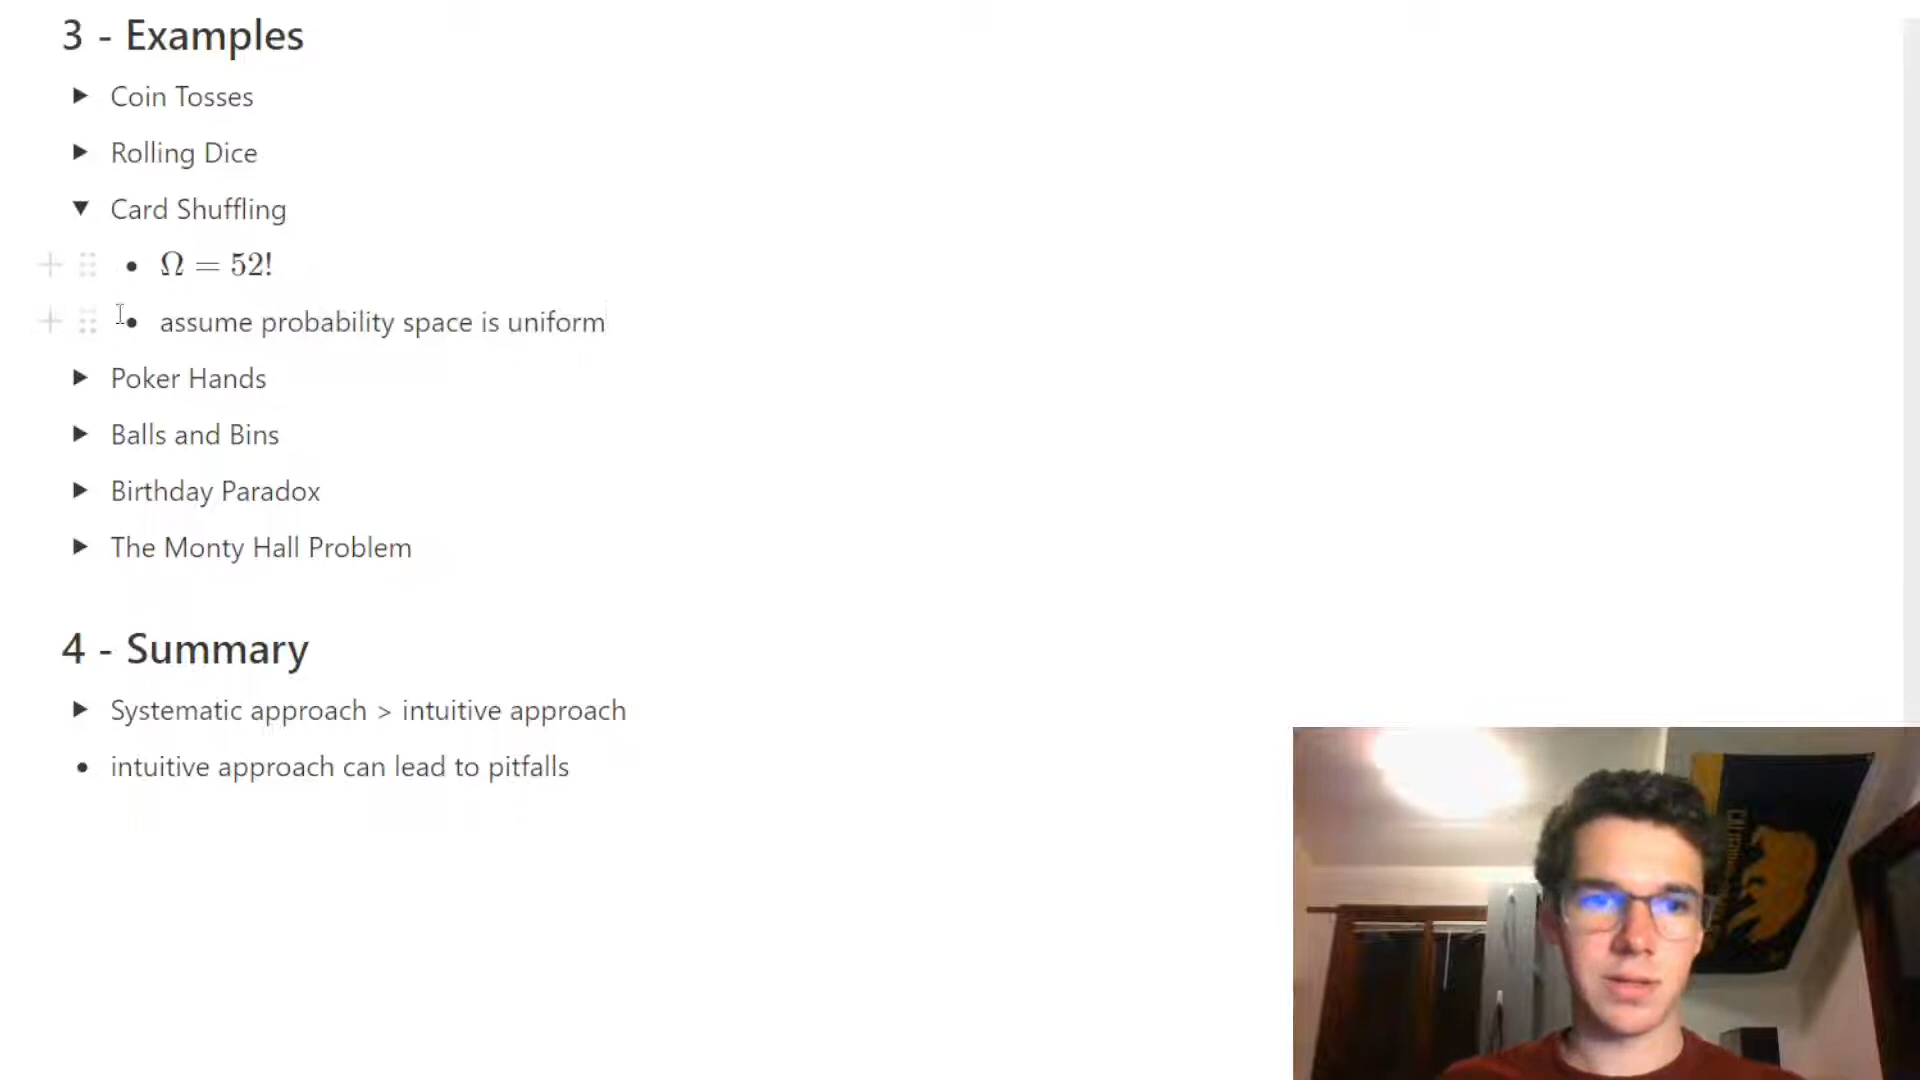 3 - Examples
Coin Tosses
Rolling Dice
Card Shuffling
Ω = 52!
assume probability space is uniform
Poker Hands
Balls and Bins
Birthday Paradox
The Monty Hall Problem
4 - Summary
Systematic approach > intuitive approach
intuitive approach can lead to pitfalls